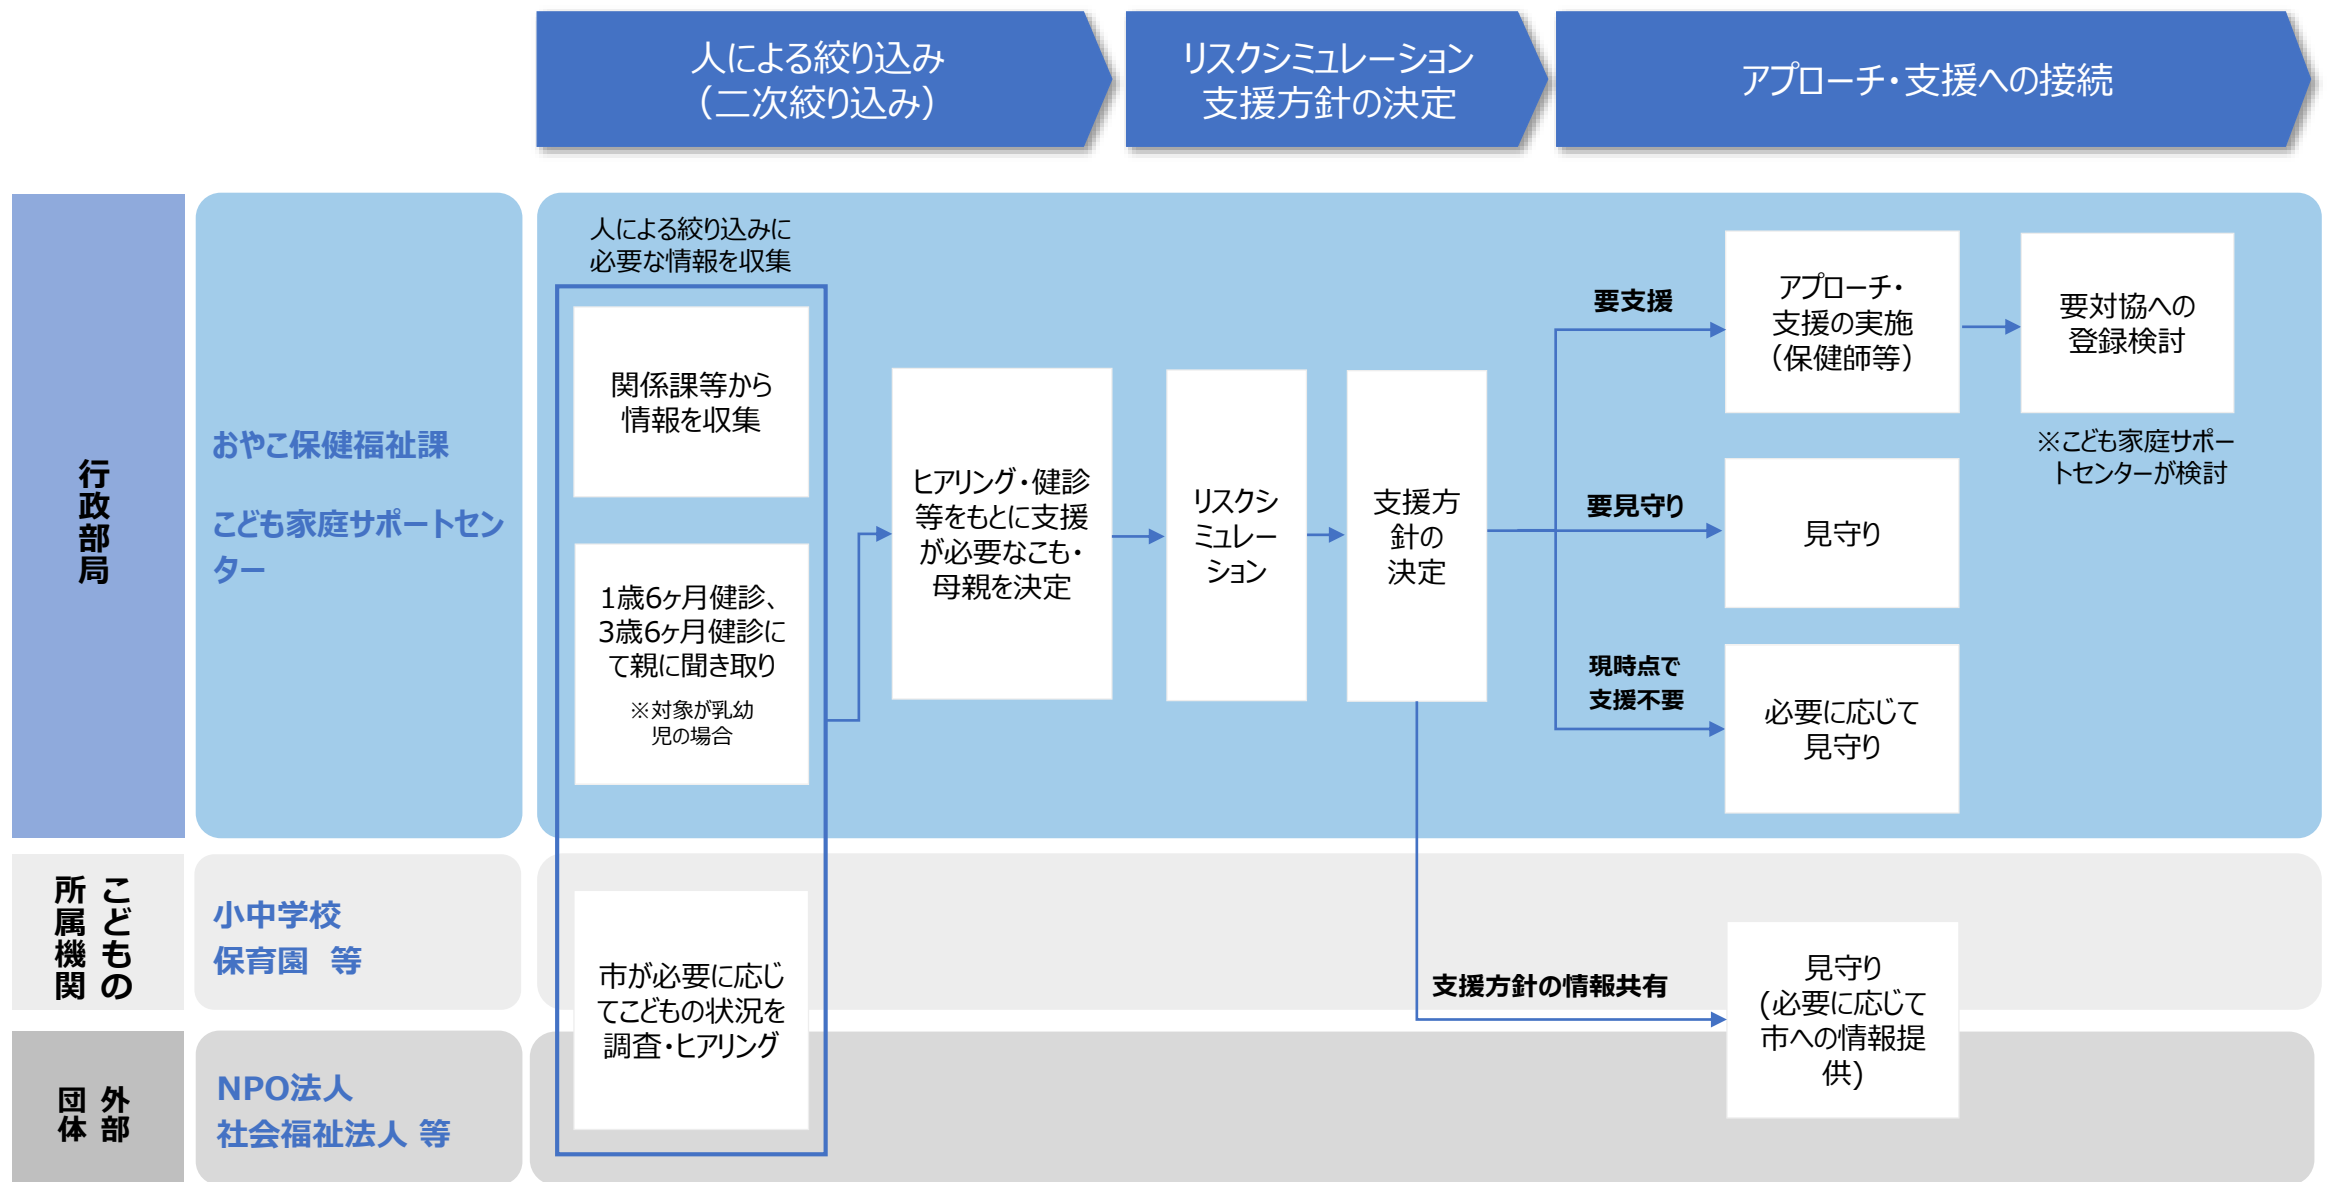 人による絞り込み
（二次絞り込み）
リスクシミュレーション
支援方針の決定
アプローチ・支援への接続
行政部局
おやこ保健福祉課
こども家庭サポートセン
ター
人による絞り込みに
必要な情報を収集
関係課等から
情報を収集
1歳6ヶ月健診、
3歳6ヶ月健診に
て親に聞き取り
※対象が乳幼
児の場合
ヒアリング・健診
等をもとに支援
が必要なこも・
母親を決定
リスクシ
ミュレー
ション
支援方
針の
決定
要支援
アプローチ・
支援の実施
（保健師等）
要対協への
登録検討
※こども家庭サポー
トセンターが検討
要見守り
見守り
現時点で
支援不要
必要に応じて
見守り
こどもの
所属機関
小中学校
保育園 等
市が必要に応じ
てこどもの状況を
調査・ヒアリング
支援方針の情報共有
見守り
(必要に応じて
市への情報提
供)
外部
団体
NPO法人
社会福祉法人 等